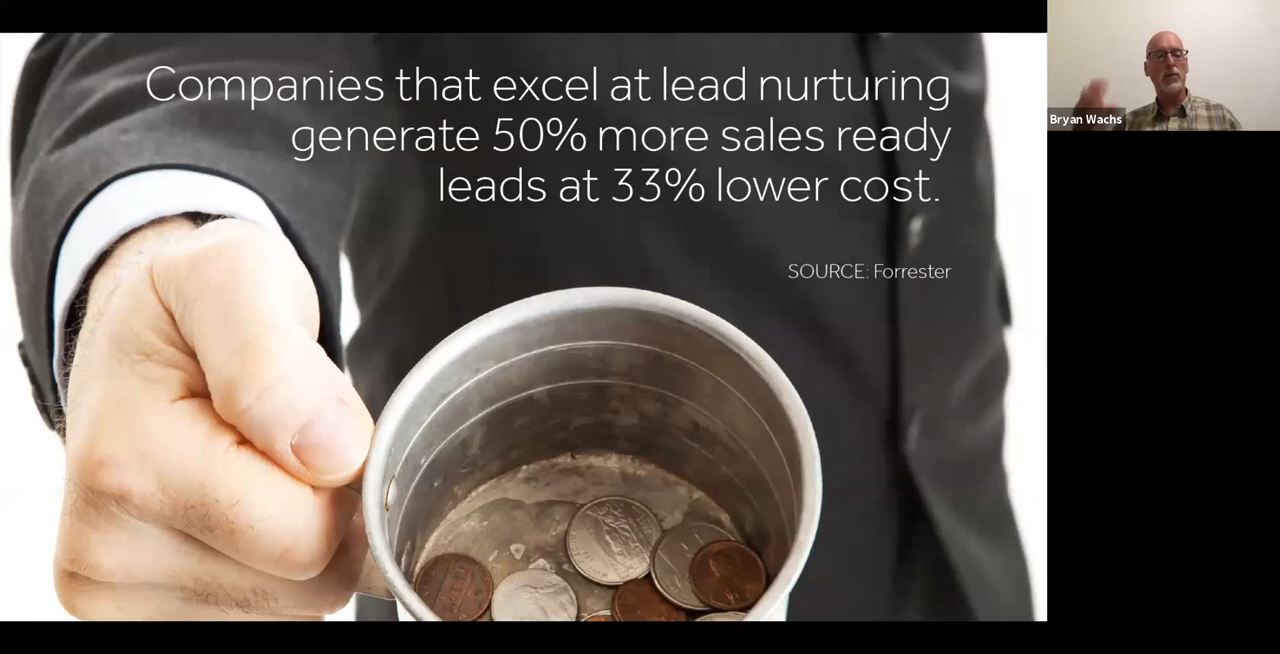 Companies that excel at lead nurturing
generate 50% more sales ready
leads at 33% lower cost.
SOURCE: Forrester
Bryan Wachs